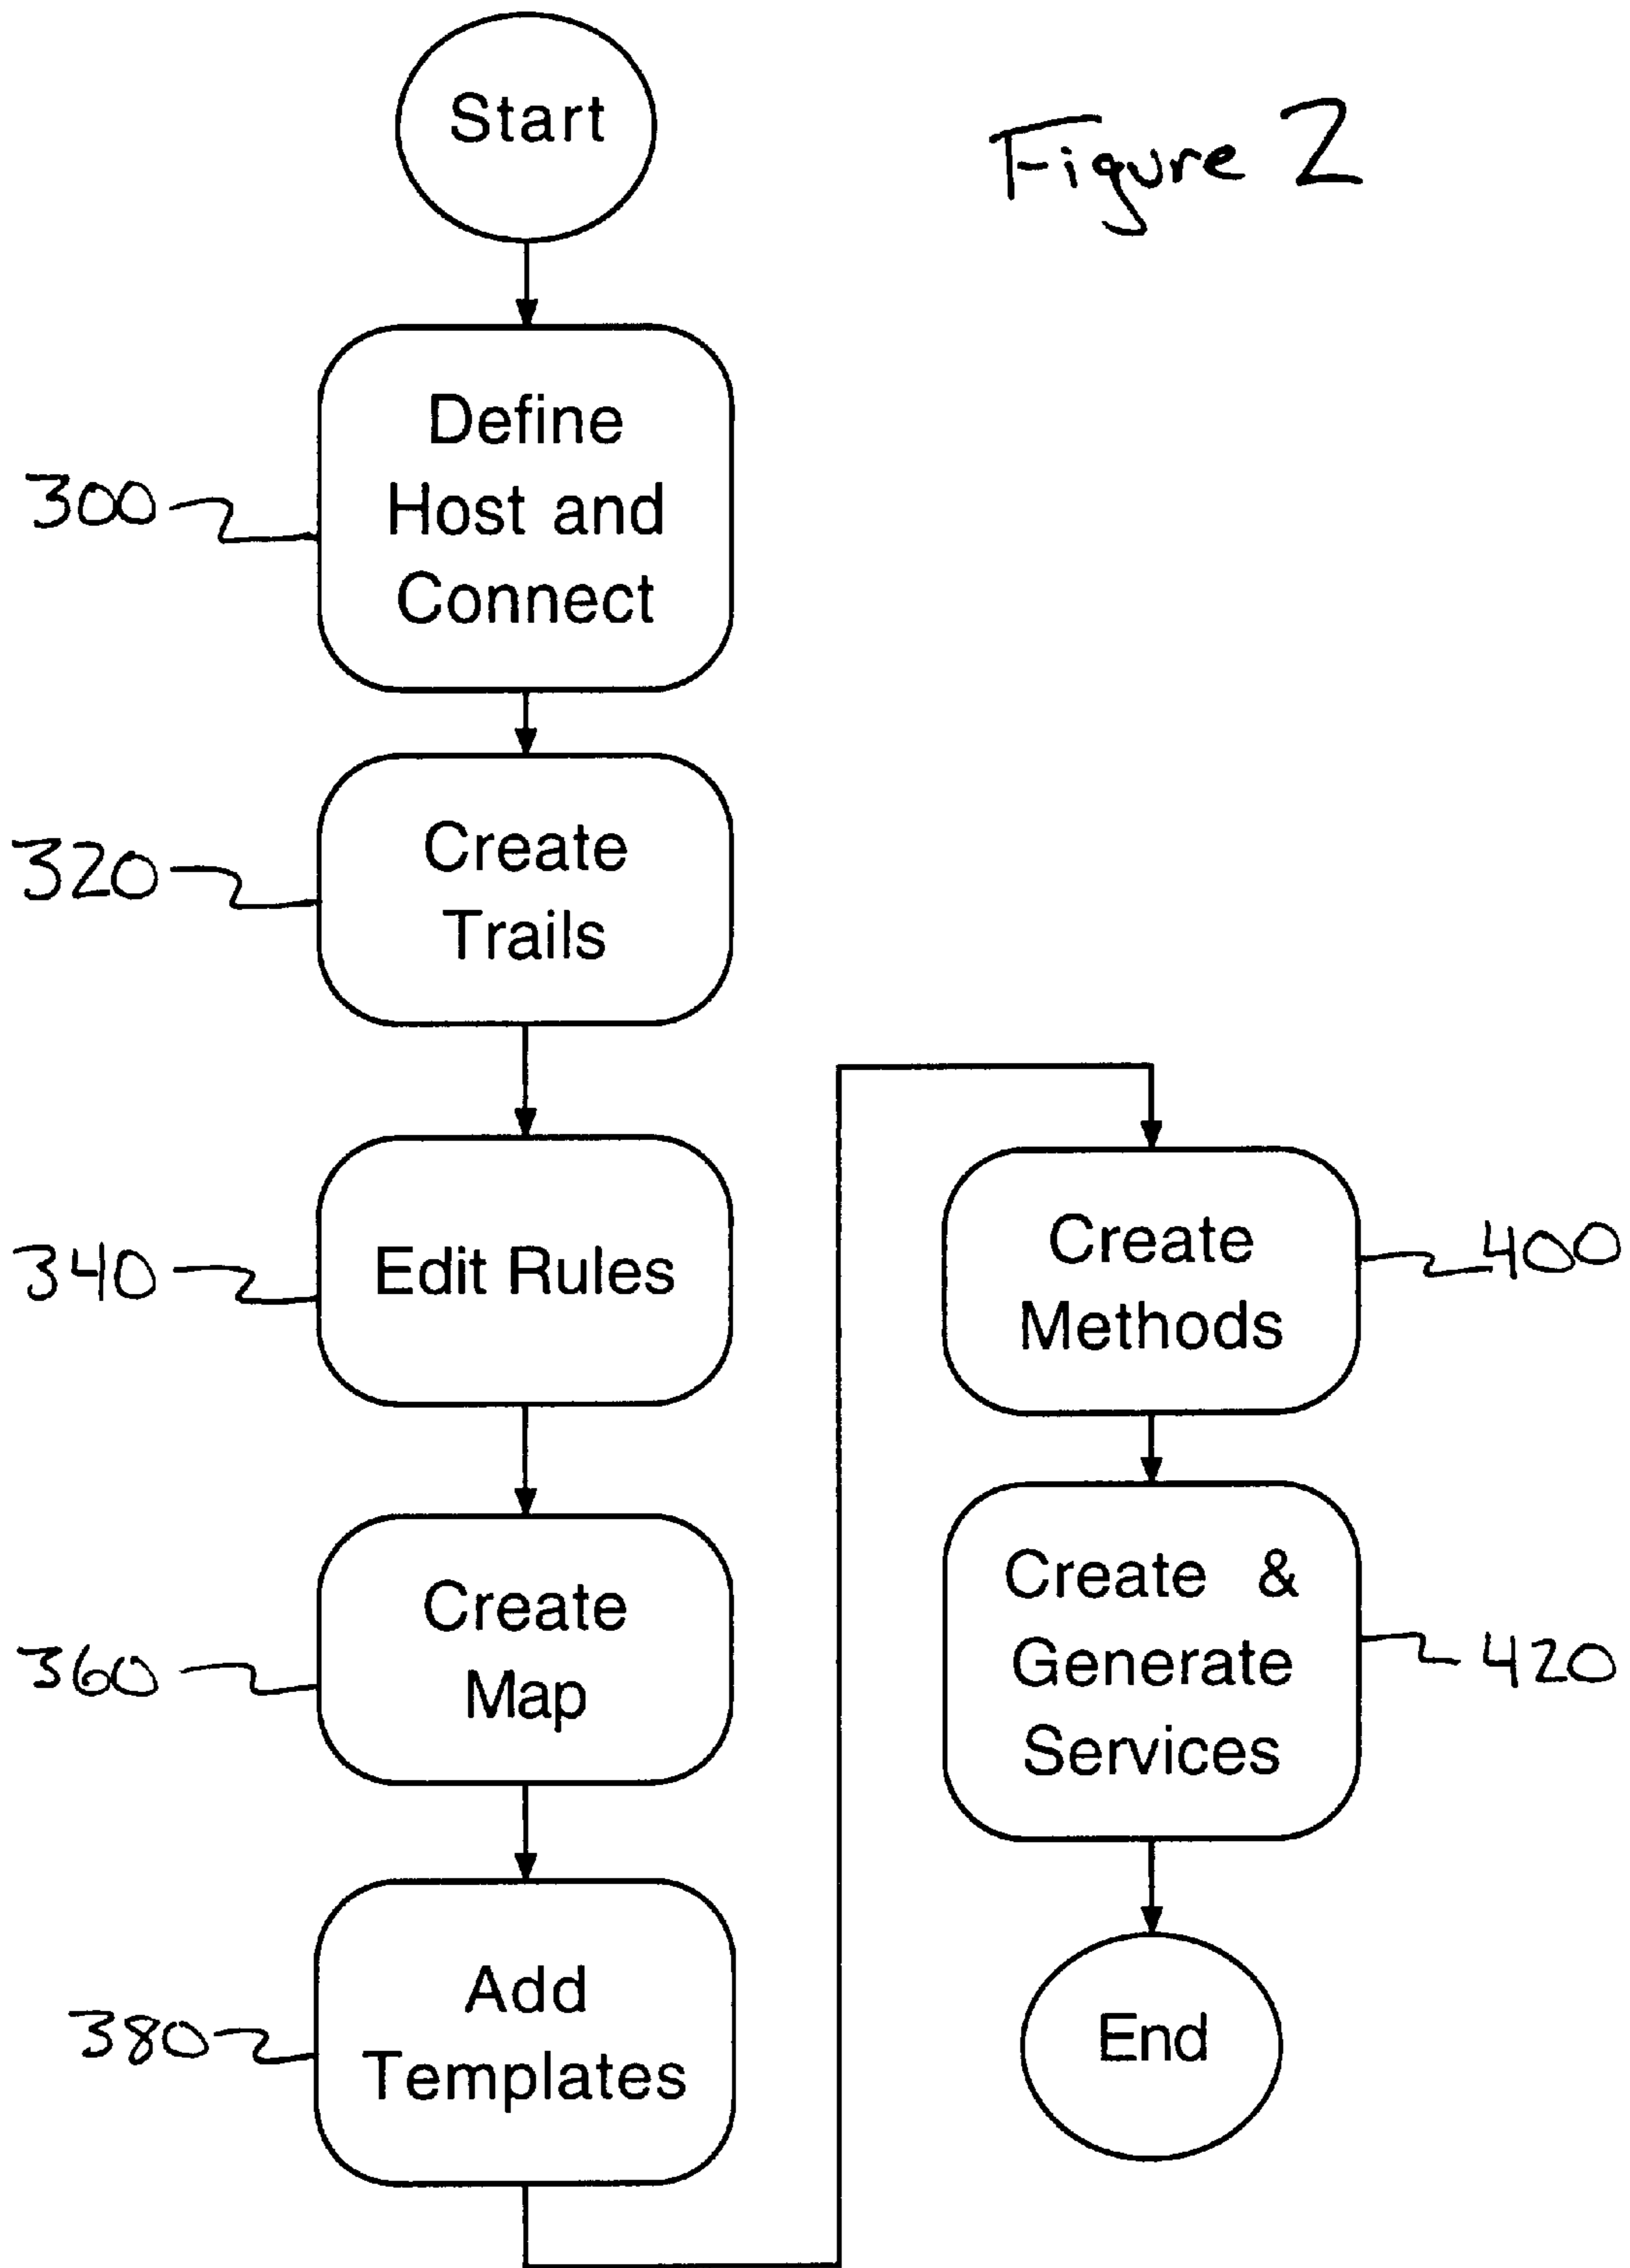 Start
Figure 2
Define
Host and
Connect
300
Create
Trails
320
Edit Rules
340
Create
Map
360
Add
Templates
380
Create
Methods
400
Create &
Generate
Services
420
End